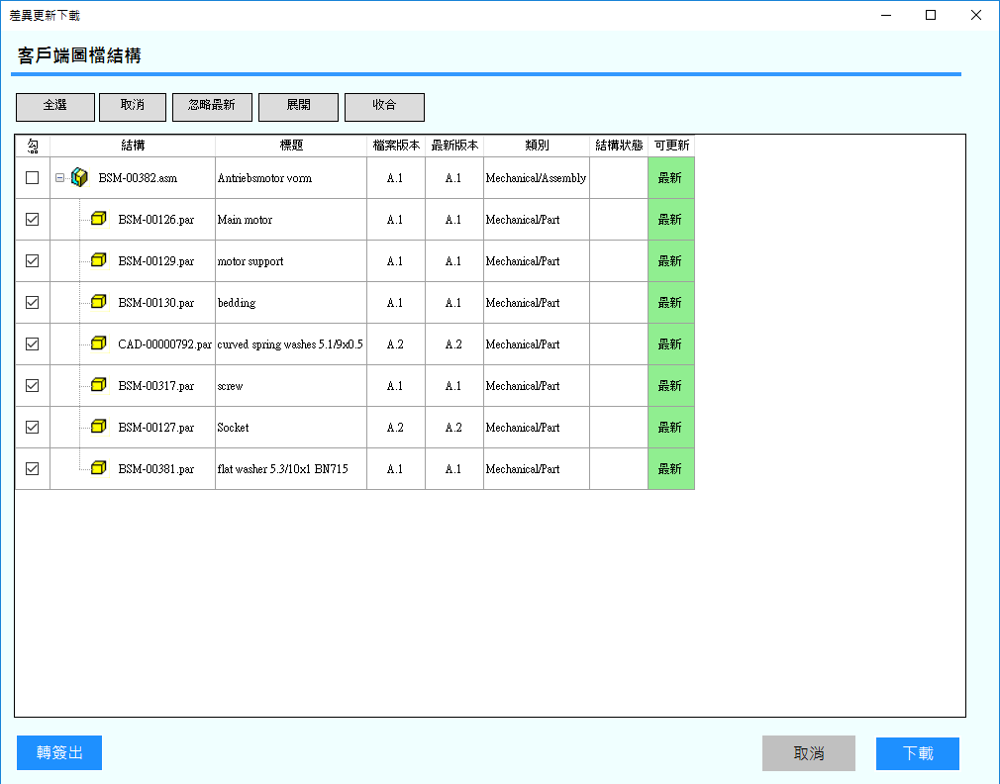 差異更新下載
客戶端圖檔結構
全選 取消 忽略最新 展開 收合
結構 標題 檔案版本 最新版本 類別 結構狀態 可更新
BSM-00382.asm Antriebsmotor vorm A.1 A.1 Mechanical/Assembly 最新
BSM-00126.par Main motor A.1 A.1 Mechanical/Part 最新
BSM-00129.par motor support A.1 A.1 Mechanical/Part 最新
BSM-00130.par bedding A.1 A.1 Mechanical/Part 最新
CAD-00000792.par curved spring washes 5.1/9x0.5 A.2 A.2 Mechanical/Part 最新
BSM-00317.par screw A.1 A.1 Mechanical/Part 最新
BSM-00127.par Socket A.2 A.2 Mechanical/Part 最新
BSM-00381.par flat washer 5.3/10x1 BN715 A.1 A.1 Mechanical/Part 最新
轉簽出 取消 下載